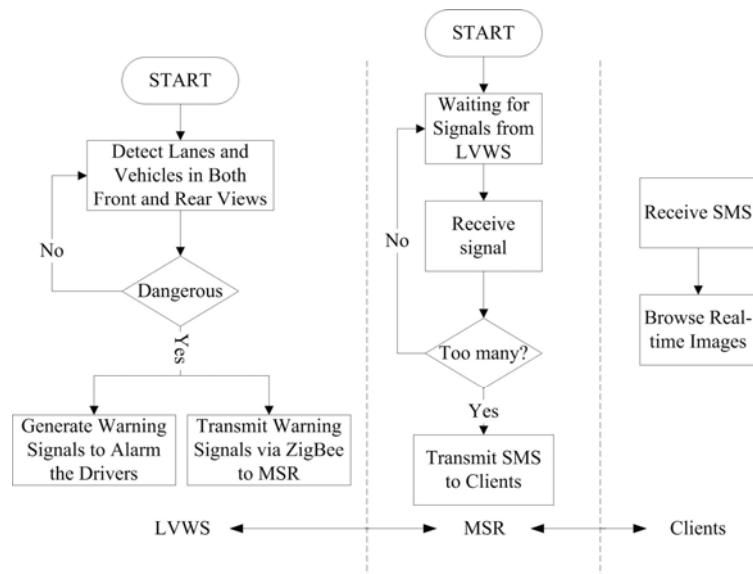 START
Detect Lanes and
Vehicles in Both
Front and Rear Views
No
Dangerous
Yes
Generate Warning
Signals to Alarm
the Drivers
Transmit Warning
Signals via ZigBee
to MSR
LVWS
START
Waiting for
Signals from
LVWS
Receive
signal
No
Too many?
Yes
Transmit SMS
to Clients
MSR
Receive SMS
Browse Real-
time Images
Clients